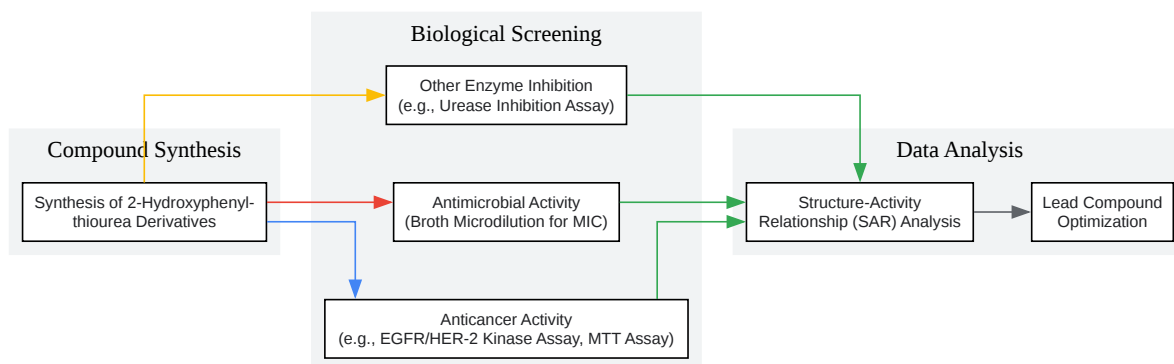 Biological Screening
Other Enzyme Inhibition
(e.g., Urease Inhibition Assay)
Compound Synthesis
Data Analysis
Synthesis of 2-Hydroxyphenyl-
thiourea Derivatives
Antimicrobial Activity
(Broth Microdilution for MIC)
Structure-Activity
Relationship (SAR) Analysis
Lead Compound
Optimization
Anticancer Activity
(e.g., EGFR/HER-2 Kinase Assay, MTT Assay)